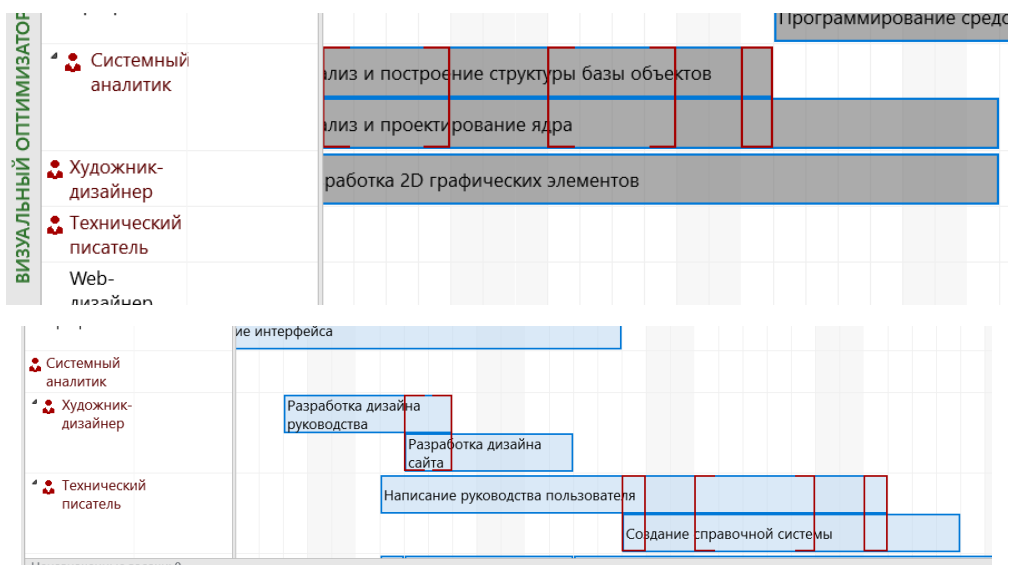 ВИЗУАЛЬНЫЙ ОПТИМИЗАТОР
Программирование средс
Системный
аналитик
ализ и построение структуры базы объектов
ализ и проектирование ядра
Художник-
дизайнер
работка 2D графических элементов
Технический
писатель
Web-
дизайнер
ие интерфейса
Системный
аналитик
Художник-
дизайнер
Разработка дизайна
руководства
Разработка дизайна
сайта
Технический
писатель
Написание руководства пользователя
Создание справочной системы